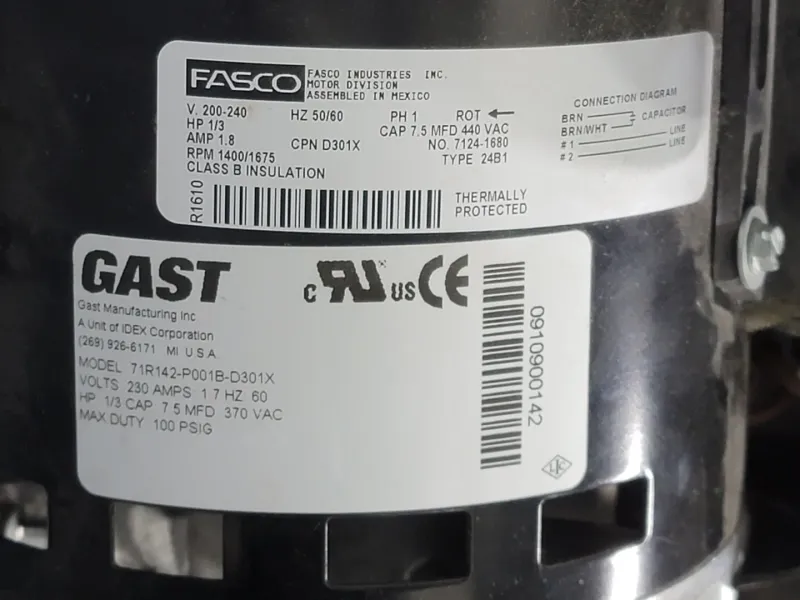 FASCO
FASCO INDUSTRIES INC.
MOTOR DIVISION
ASSEMBLED IN MEXICO
V. 200-240 HZ 50/60 PH 1 ROT ←
HP 1/3 CAP 7.5 MFD 440 VAC
AMP 1.8 CPN D301X NO. 7124-1680
RPM 1400/1675 TYPE 24B1
CLASS B INSULATION
R1610
THERMALLY
PROTECTED
CONNECTION DIAGRAM
BRN CAPACITOR
BRN/WHT
#1 LINE
#2 LINE
GAST
Gast Manufacturing Inc
A Unit of IDEX Corporation
(269) 926-6171 MI U S A
MODEL 71R142-P001B-D301X
VOLTS 230 AMPS 1 7 HZ 60
HP 1/3 CAP 7 5 MFD 370 VAC
MAX DUTY 100 PSIG
c RU US CE
0910900142